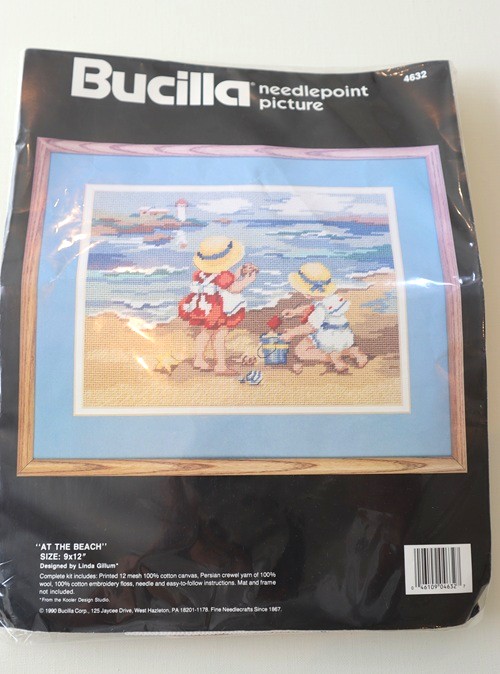 Bucilla® needlepoint
picture
4632
"AT THE BEACH"
SIZE: 9x12"
Designed by Linda Gillum*
Complete kit includes: Printed 12 mesh 100% cotton canvas, Persian crewel yarn of 100%
wool, 100% cotton embroidery floss, needle and easy-to-follow instructions. Mat and frame
not included.
*From the Kooler Design Studio.
© 1990 Bucilla Corp., 125 Jaycee Drive, West Hazleton, PA 18201-1178. Fine Needlecrafts Since 1867.
46109 04632